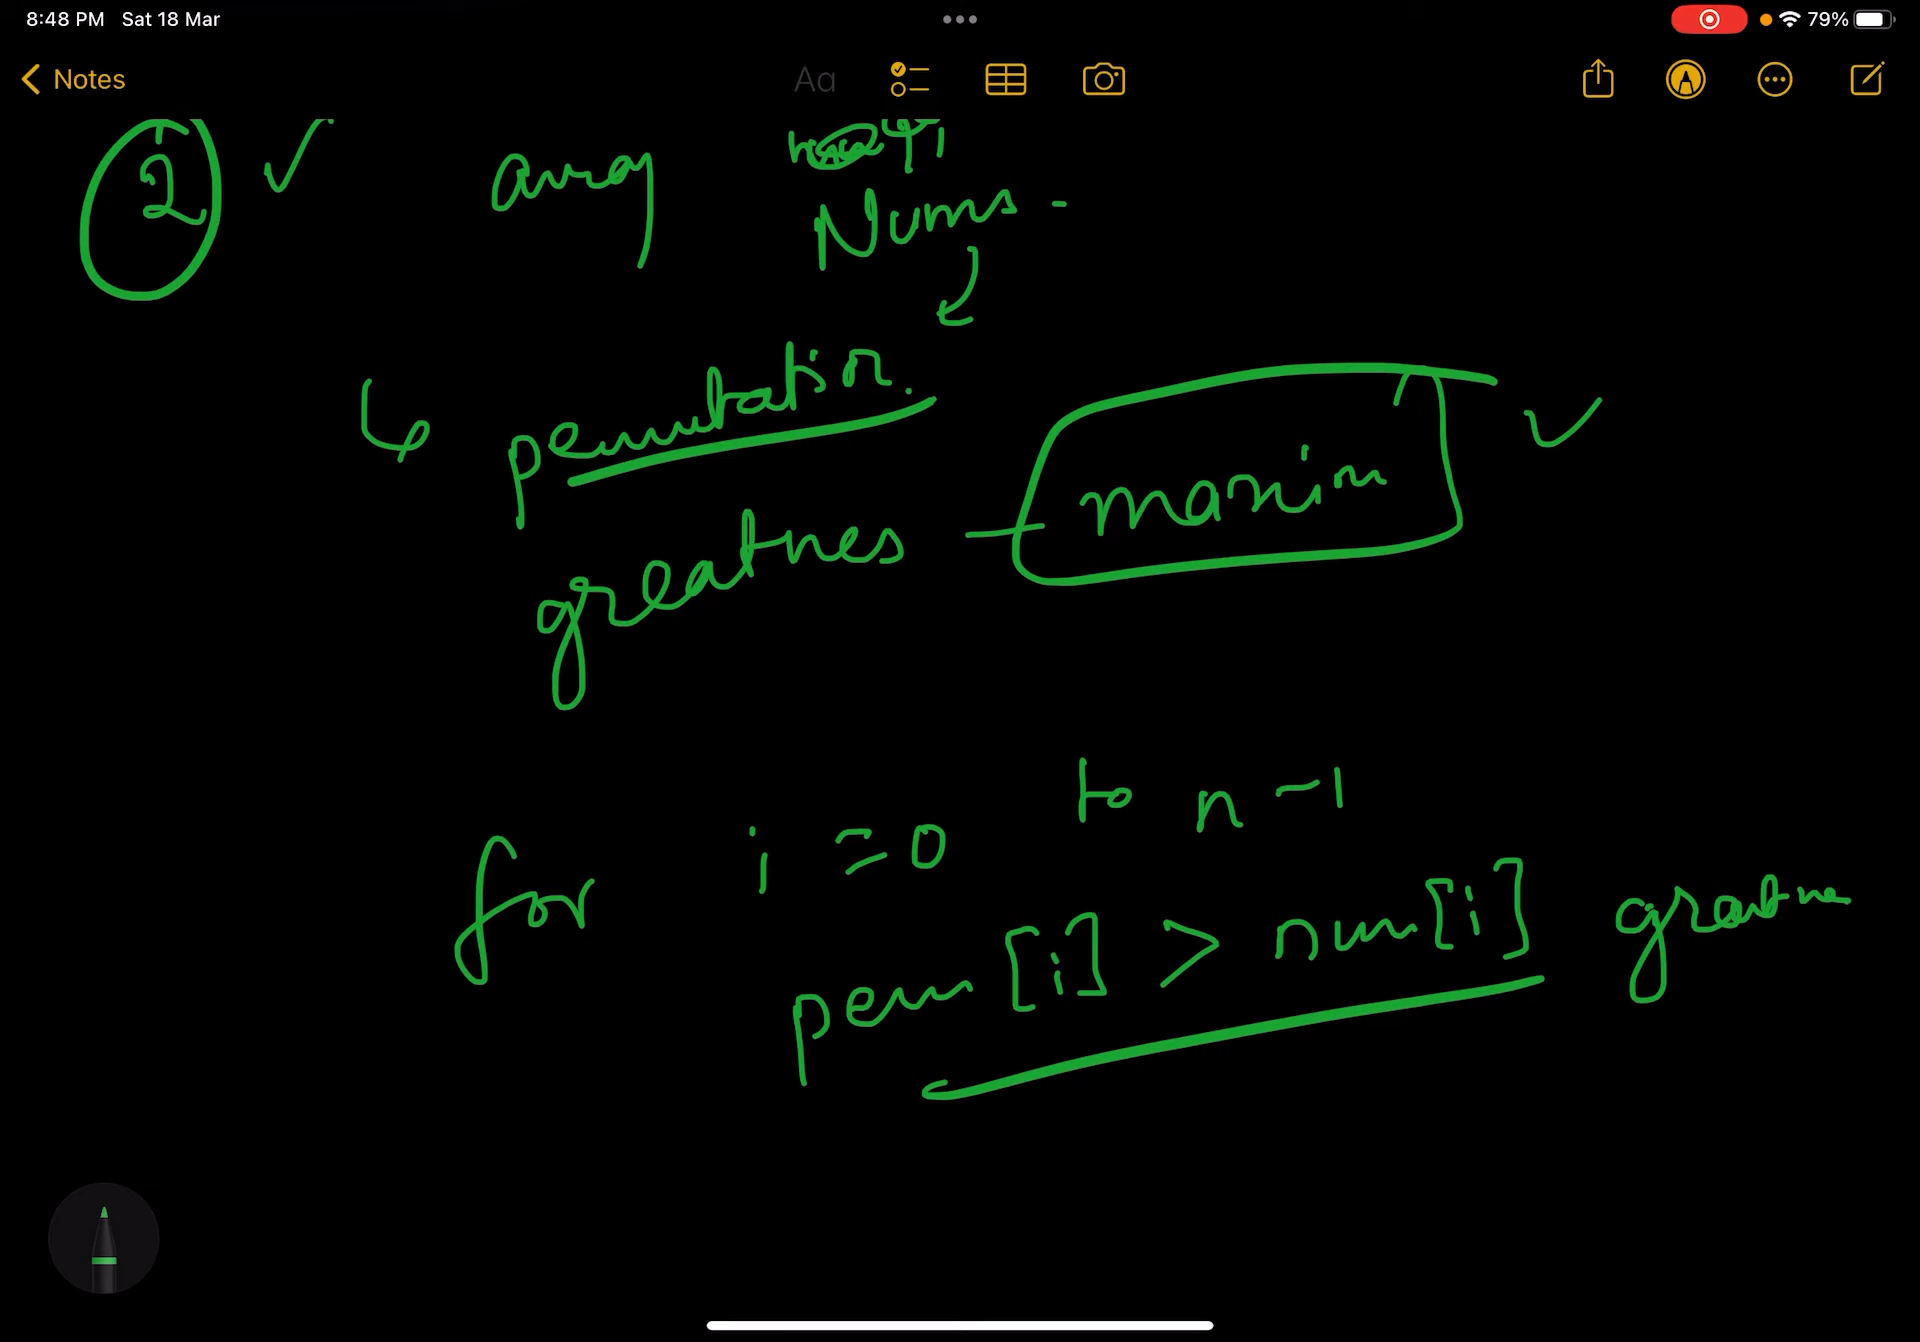 8:48 PM Sat 18 Mar
79%
Notes
Aa
2 array
Nums -
permutation.
greatnes - maxim
for i = 0 to n - 1
perm [i] > num [i] greatne